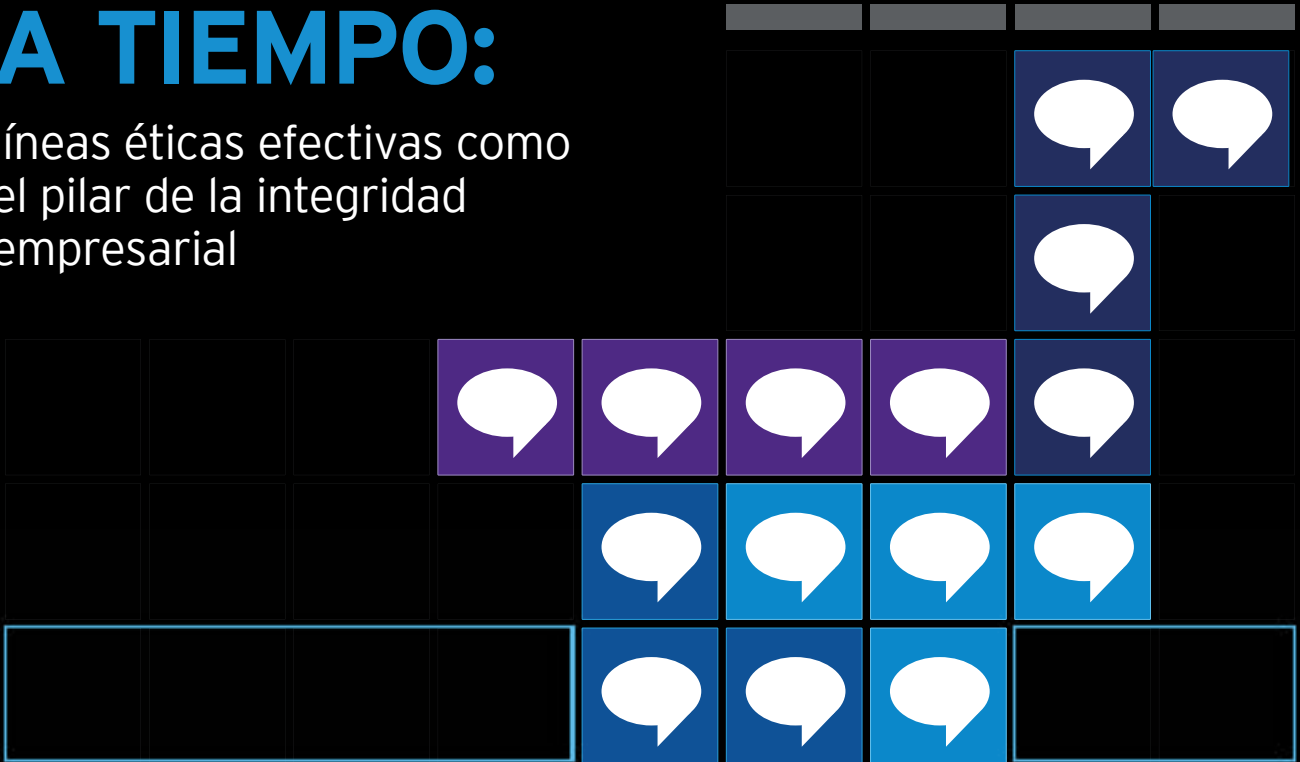 A TIEMPO:
íneas éticas efectivas como
el pilar de la integridad
empresarial